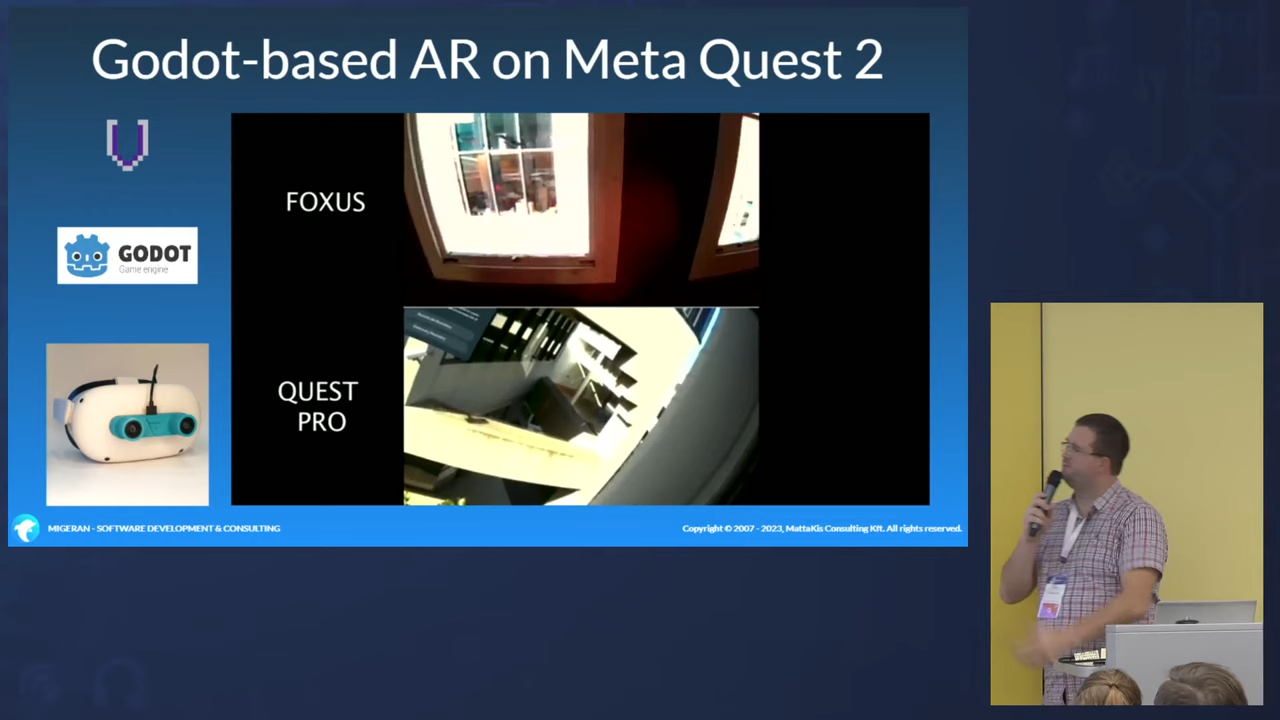 Godot-based AR on Meta Quest 2
FOXUS
GODOT
Game engine
QUEST
PRO
MIGERAN - SOFTWARE DEVELOPMENT & CONSULTING
Copyright © 2007 - 2023, MattaKis Consulting Kft. All rights reserved.